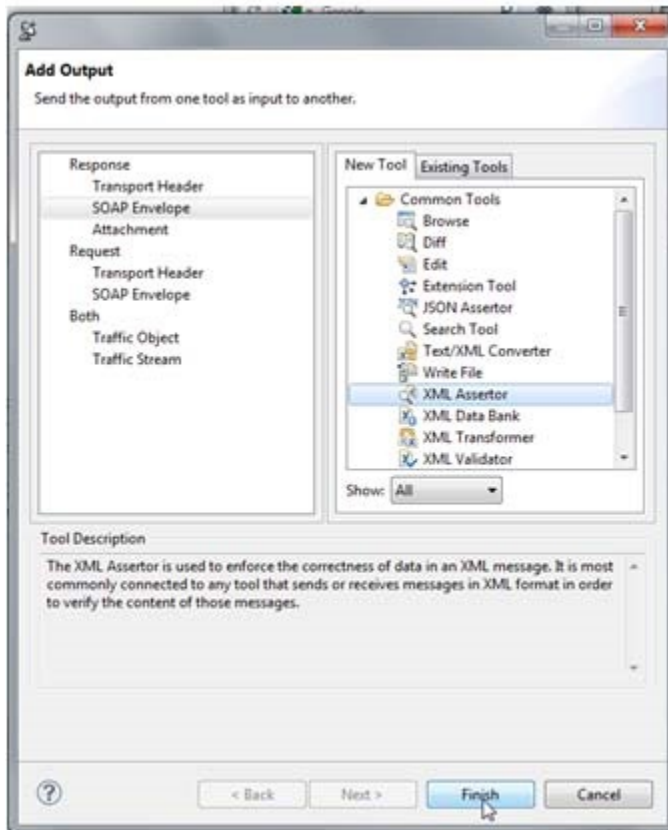 Google
Add Output
Send the output from one tool as input to another.
Response
Transport Header
SOAP Envelope
Attachment
Request
Transport Header
SOAP Envelope
Both
Traffic Object
Traffic Stream
New Tool
Existing Tools
Common Tools
Browse
Diff
Edit
Extension Tool
JSON Assertor
Search Tool
Text/XML Converter
Write File
XML Assertor
XML Data Bank
XML Transformer
XML Validator
Show: All
Tool Description
The XML Assertor is used to enforce the correctness of data in an XML message. It is most
commonly connected to any tool that sends or receives messages in XML format in order
to verify the content of those messages.
?
< Back
Next >
Finish
Cancel